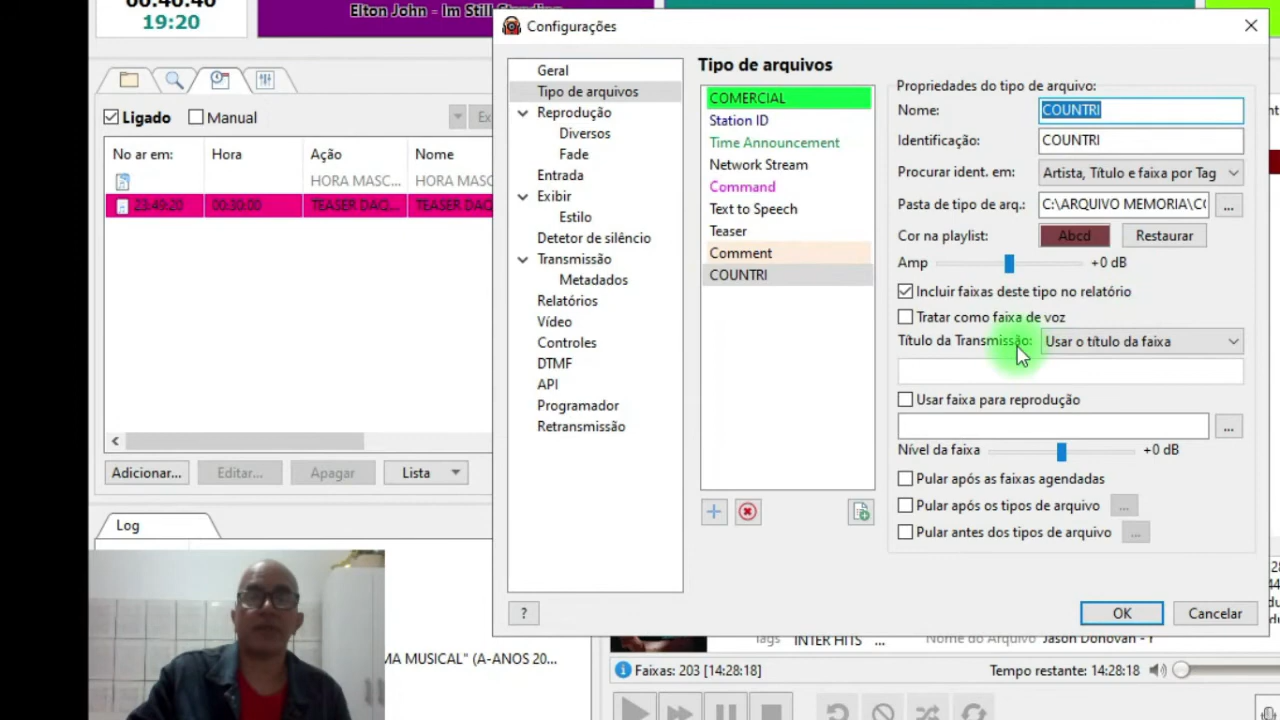 00:40:40
19:20
Elton John - Im Still Standing
Configurações
Geral
Tipo de arquivos
Reprodução
Diversos
Fade
Entrada
Exibir
Estilo
Detetor de silêncio
Transmissão
Metadados
Relatórios
Vídeo
Controles
DTMF
API
Programador
Retransmissão
?
Tipo de arquivos
COMERCIAL
Station ID
Time Announcement
Network Stream
Command
Text to Speech
Teaser
Comment
COUNTRI
Propriedades do tipo de arquivo:
Nome: COUNTRI
Identificação: COUNTRI
Procurar ident. em: Artista, Título e faixa por Tag
Pasta de tipo de arq.: C:\ARQUIVO MEMORIA\C ...
Cor na playlist: Abcd Restaurar
Amp +0 dB
Incluir faixas deste tipo no relatório
Tratar como faixa de voz
Título da Transmissão: Usar o título da faixa
Usar faixa para reprodução
...
Nível da faixa +0 dB
Pular após as faixas agendadas
Pular após os tipos de arquivo ...
Pular antes dos tipos de arquivo ...
OK Cancelar
Ligado Manual Ex
No ar em: Hora Ação Nome
HORA MASC... HORA MASC
23:49:20 00:30:00 TEASER DAQ... TEASER DAQ
Adicionar... Editar... Apagar Lista
Log
MA MUSICAL" (A-ANOS 20...
Tags INTER HITS ... Nome do Arquivo Jason Donovan - Y
Faixas: 203 [14:28:18] Tempo restante: 14:28:18